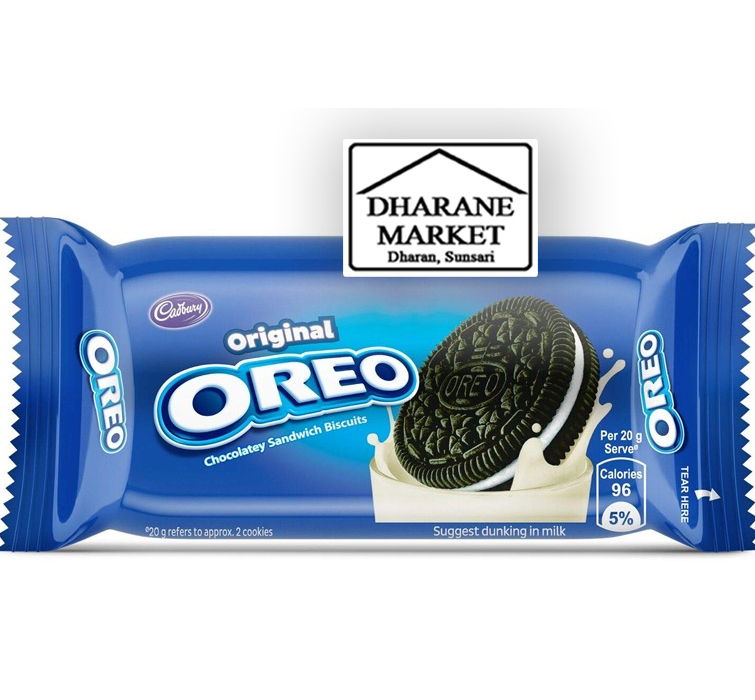 DHARANE
MARKET
Dharan, Sunsari
Cadbury
Original
OREO
Chocolatey Sandwich Biscuits
OREO
OREO
OREO
Per 20 g
Serve*
Calories
96
5%
TEAR HERE
*20 g refers to approx. 2 cookies
Suggest dunking in milk